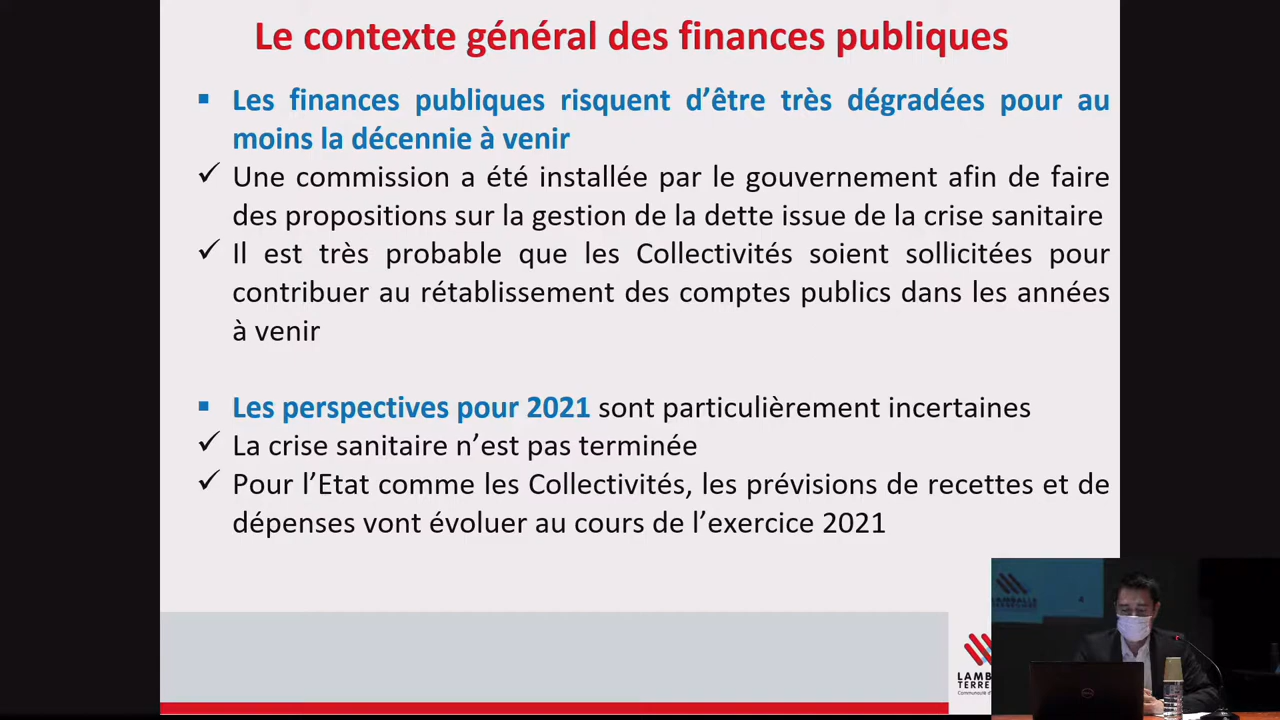 Le contexte général des finances publiques
▪ Les finances publiques risquent d’être très dégradées pour au
moins la décennie à venir
✓ Une commission a été installée par le gouvernement afin de faire
des propositions sur la gestion de la dette issue de la crise sanitaire
✓ Il est très probable que les Collectivités soient sollicitées pour
contribuer au rétablissement des comptes publics dans les années
à venir
▪ Les perspectives pour 2021 sont particulièrement incertaines
✓ La crise sanitaire n’est pas terminée
✓ Pour l’Etat comme les Collectivités, les prévisions de recettes et de
dépenses vont évoluer au cours de l’exercice 2021
LAMB
TERRE